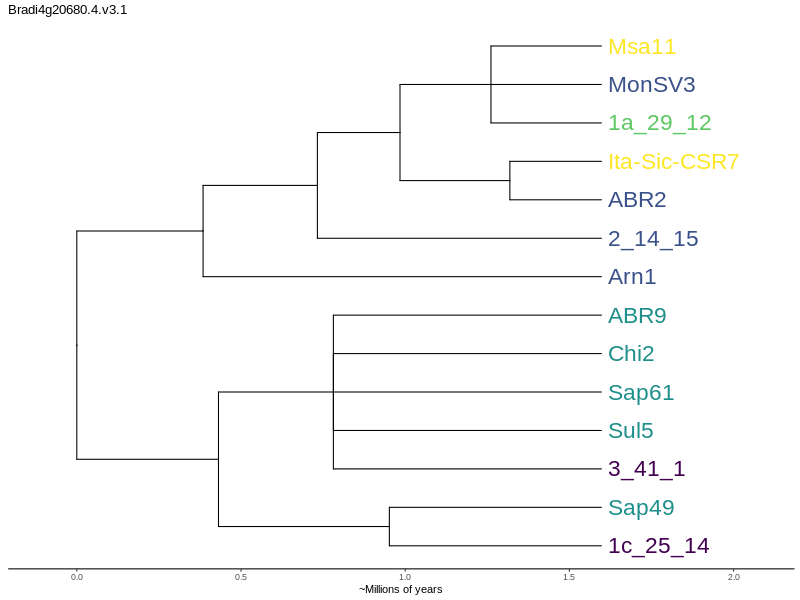 Bradi4g20680.4.v3.1
Msa11
MonSV3
1a_29_12
Ita-Sic-CSR7
ABR2
2_14_15
Arn1
ABR9
Chi2
Sap61
Sul5
3_41_1
Sap49
1c_25_14
0.0 0.5 1.0 1.5 2.0
~Millions of years